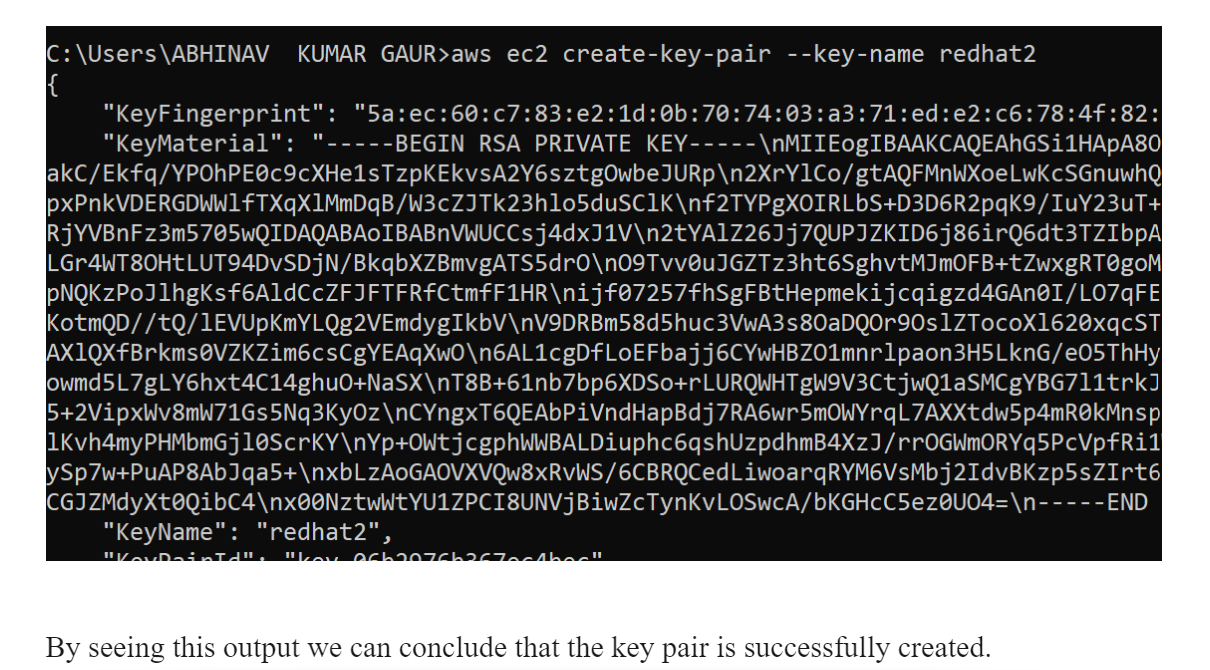 C:\Users\ABHINAV  KUMAR GAUR>aws ec2 create-key-pair --key-name redhat2
{
"KeyFingerprint": "5a:ec:60:c7:83:e2:1d:0b:70:74:03:a3:71:ed:e2:c6:78:4f:82:
"KeyMaterial": "-----BEGIN RSA PRIVATE KEY-----\nMIIEogIBAAKCAQEAhGSi1HApA8O
akC/Ekfq/YPOhPE0c9cXHe1sTzpKEkvsA2Y6sztgOwbeJURp\n2XrYlCo/gtAQFMnWXoeLwKcSGnuwhQ
pxPnkVDERGDWWlfTXqXlMmDqB/W3cZJTk23hlo5duSClK\nf2TYPgXOIRLbS+D3D6R2pqK9/IuY23uT+
RjYVBnFz3m5705wQIDAQABAoIBABnVWUCCsj4dxJ1V\n2tYAlZ26Jj7QUPJZKID6j86irQ6dt3TZIbpA
LGr4WT8OHtLUT94DvSDjN/BkqbXZBmvgATS5drO\nO9Tvv0uJGZTz3ht6SghvtMJmOFB+tZwxgRT0goM
pNQKzPoJlhgKsf6AldCcZFJFTFRfCtmfF1HR\nijf07257fhSgFBtHepmekijcqigzd4GAn0I/LO7qFE
KotmQD//tQ/lEVUpKmYLQg2VEmdygIkbV\nV9DRBm58d5huc3VwA3s8OaDQOr9OslZTocoXl620xqcST
AXlQXfBrkms0VZKZim6csCgYEAqXwO\n6AL1cgDfLoEFbajj6CYwHBZO1mnrlpaon3H5LknG/eO5ThHy
owmd5L7gLY6hxt4C14ghuO+NaSX\nT8B+61nb7bp6XDSo+rLURQWHTgW9V3CtjwQ1aSMCgYBG7l1trkJ
5+2VipxWv8mW71Gs5Nq3KyOz\nCYngxT6QEAbPiVndHapBdj7RA6wr5mOWYrqL7AXXtdw5p4mR0kMnsp
lKvh4myPHMbmGjl0ScrKY\nYp+OWtjcgphWWBALDiuphc6qshUzpdhmB4XzJ/rrOGWmORYq5PcVpfRi1
ySp7w+PuAP8AbJqa5+\nxbLzAoGAOVXVQw8xRvWS/6CBRQCedLiwoarqRYM6VsMbj2IdvBKzp5sZIrt6
CGJZMdyXt0QibC4\nx00NztwWtYU1ZPCI8UNVjBiwZcTynKvLOSwcA/bKGHcC5ez0UO4=\n-----END
"KeyName": "redhat2",
By seeing this output we can conclude that the key pair is successfully created.